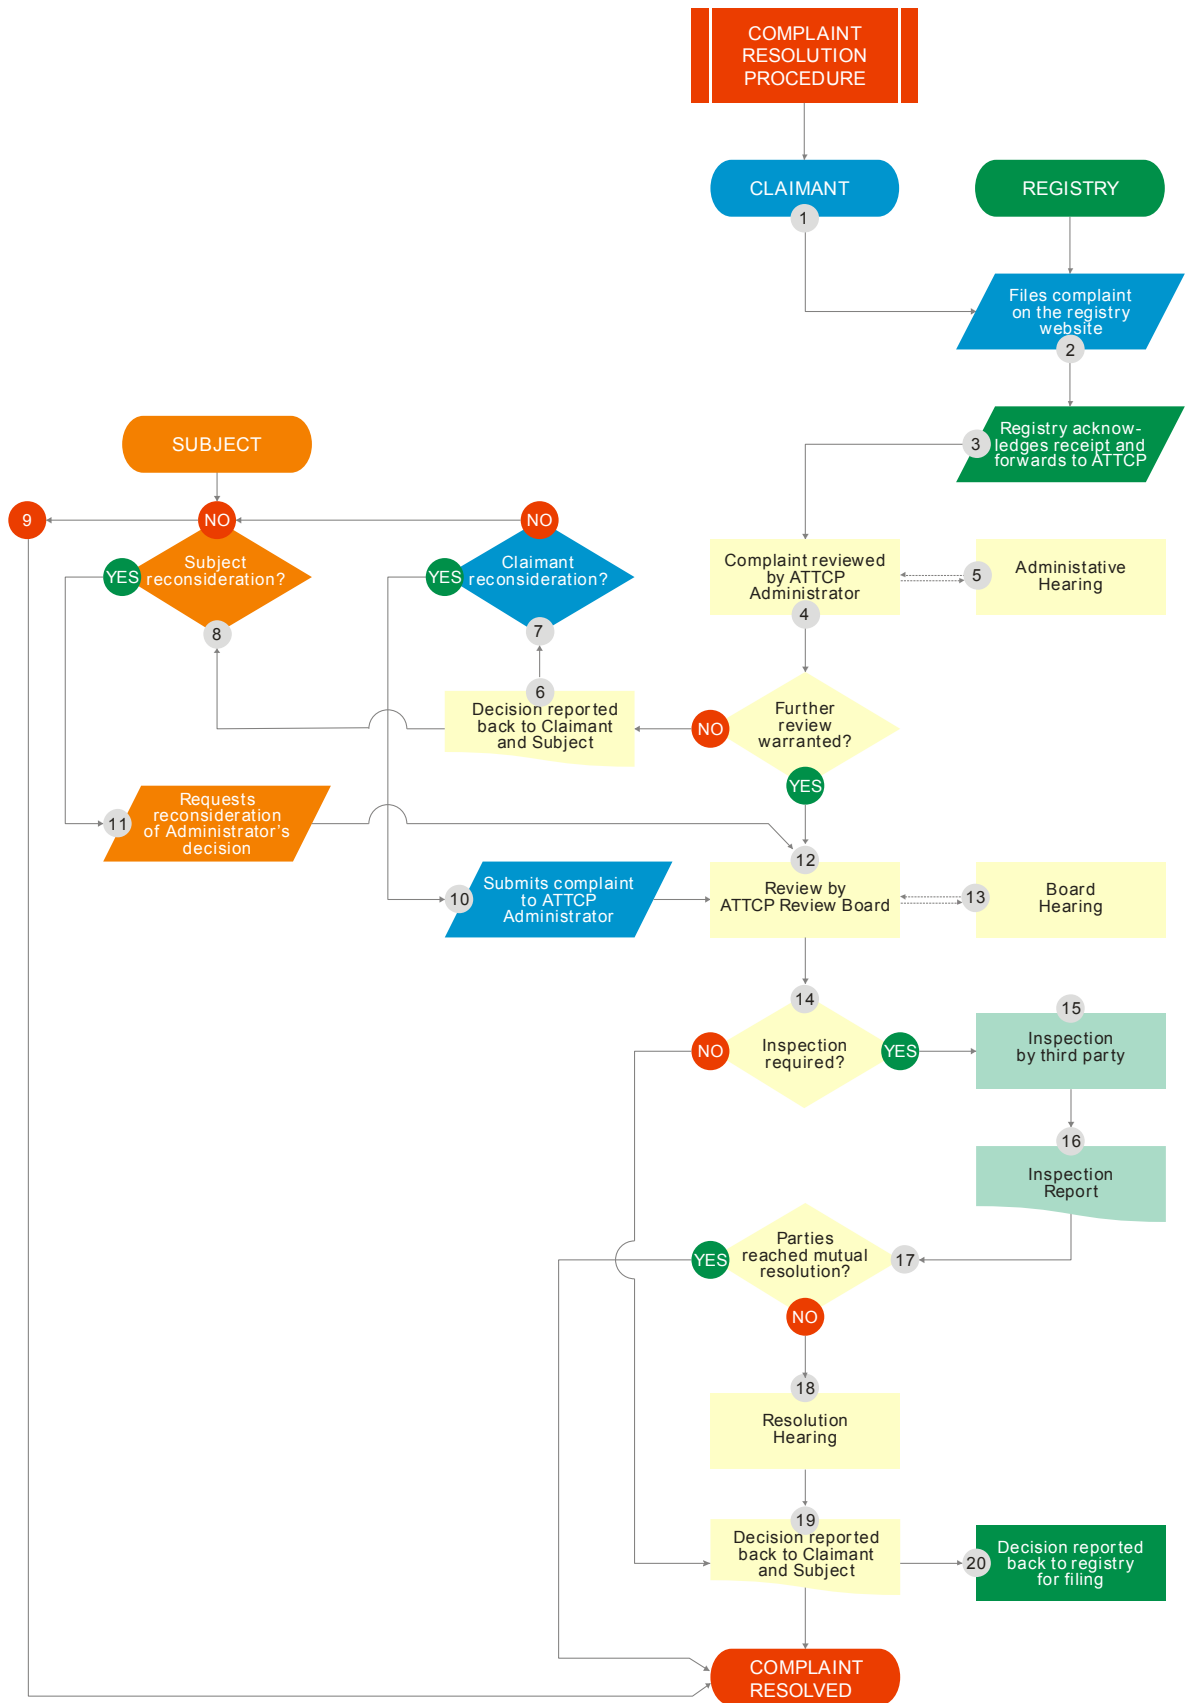 COMPLAINT
RESOLUTION
PROCEDURE
CLAIMANT
1
REGISTRY
Files complaint
on the registry
website
2
Registry acknow-
ledges receipt and
forwards to ATTCP
3
SUBJECT
9
NO
Subject
reconsideration?
YES
8
NO
Claimant
reconsideration?
YES
7
Complaint reviewed
by ATTCP
Administrator
4
5
Administative
Hearing
6
Decision reported
back to Claimant
and Subject
NO
Further
review
warranted?
YES
11
Requests
reconsideration
of Administrator's
decision
10
Submits complaint
to ATTCP
Administrator
12
Review by
ATTCP Review Board
13
Board
Hearing
14
NO
Inspection
required?
YES
15
Inspection
by third party
16
Inspection
Report
YES
Parties
reached mutual
resolution?
17
NO
18
Resolution
Hearing
19
Decision reported
back to Claimant
and Subject
20
Decision reported
back to registry
for filing
COMPLAINT
RESOLVED